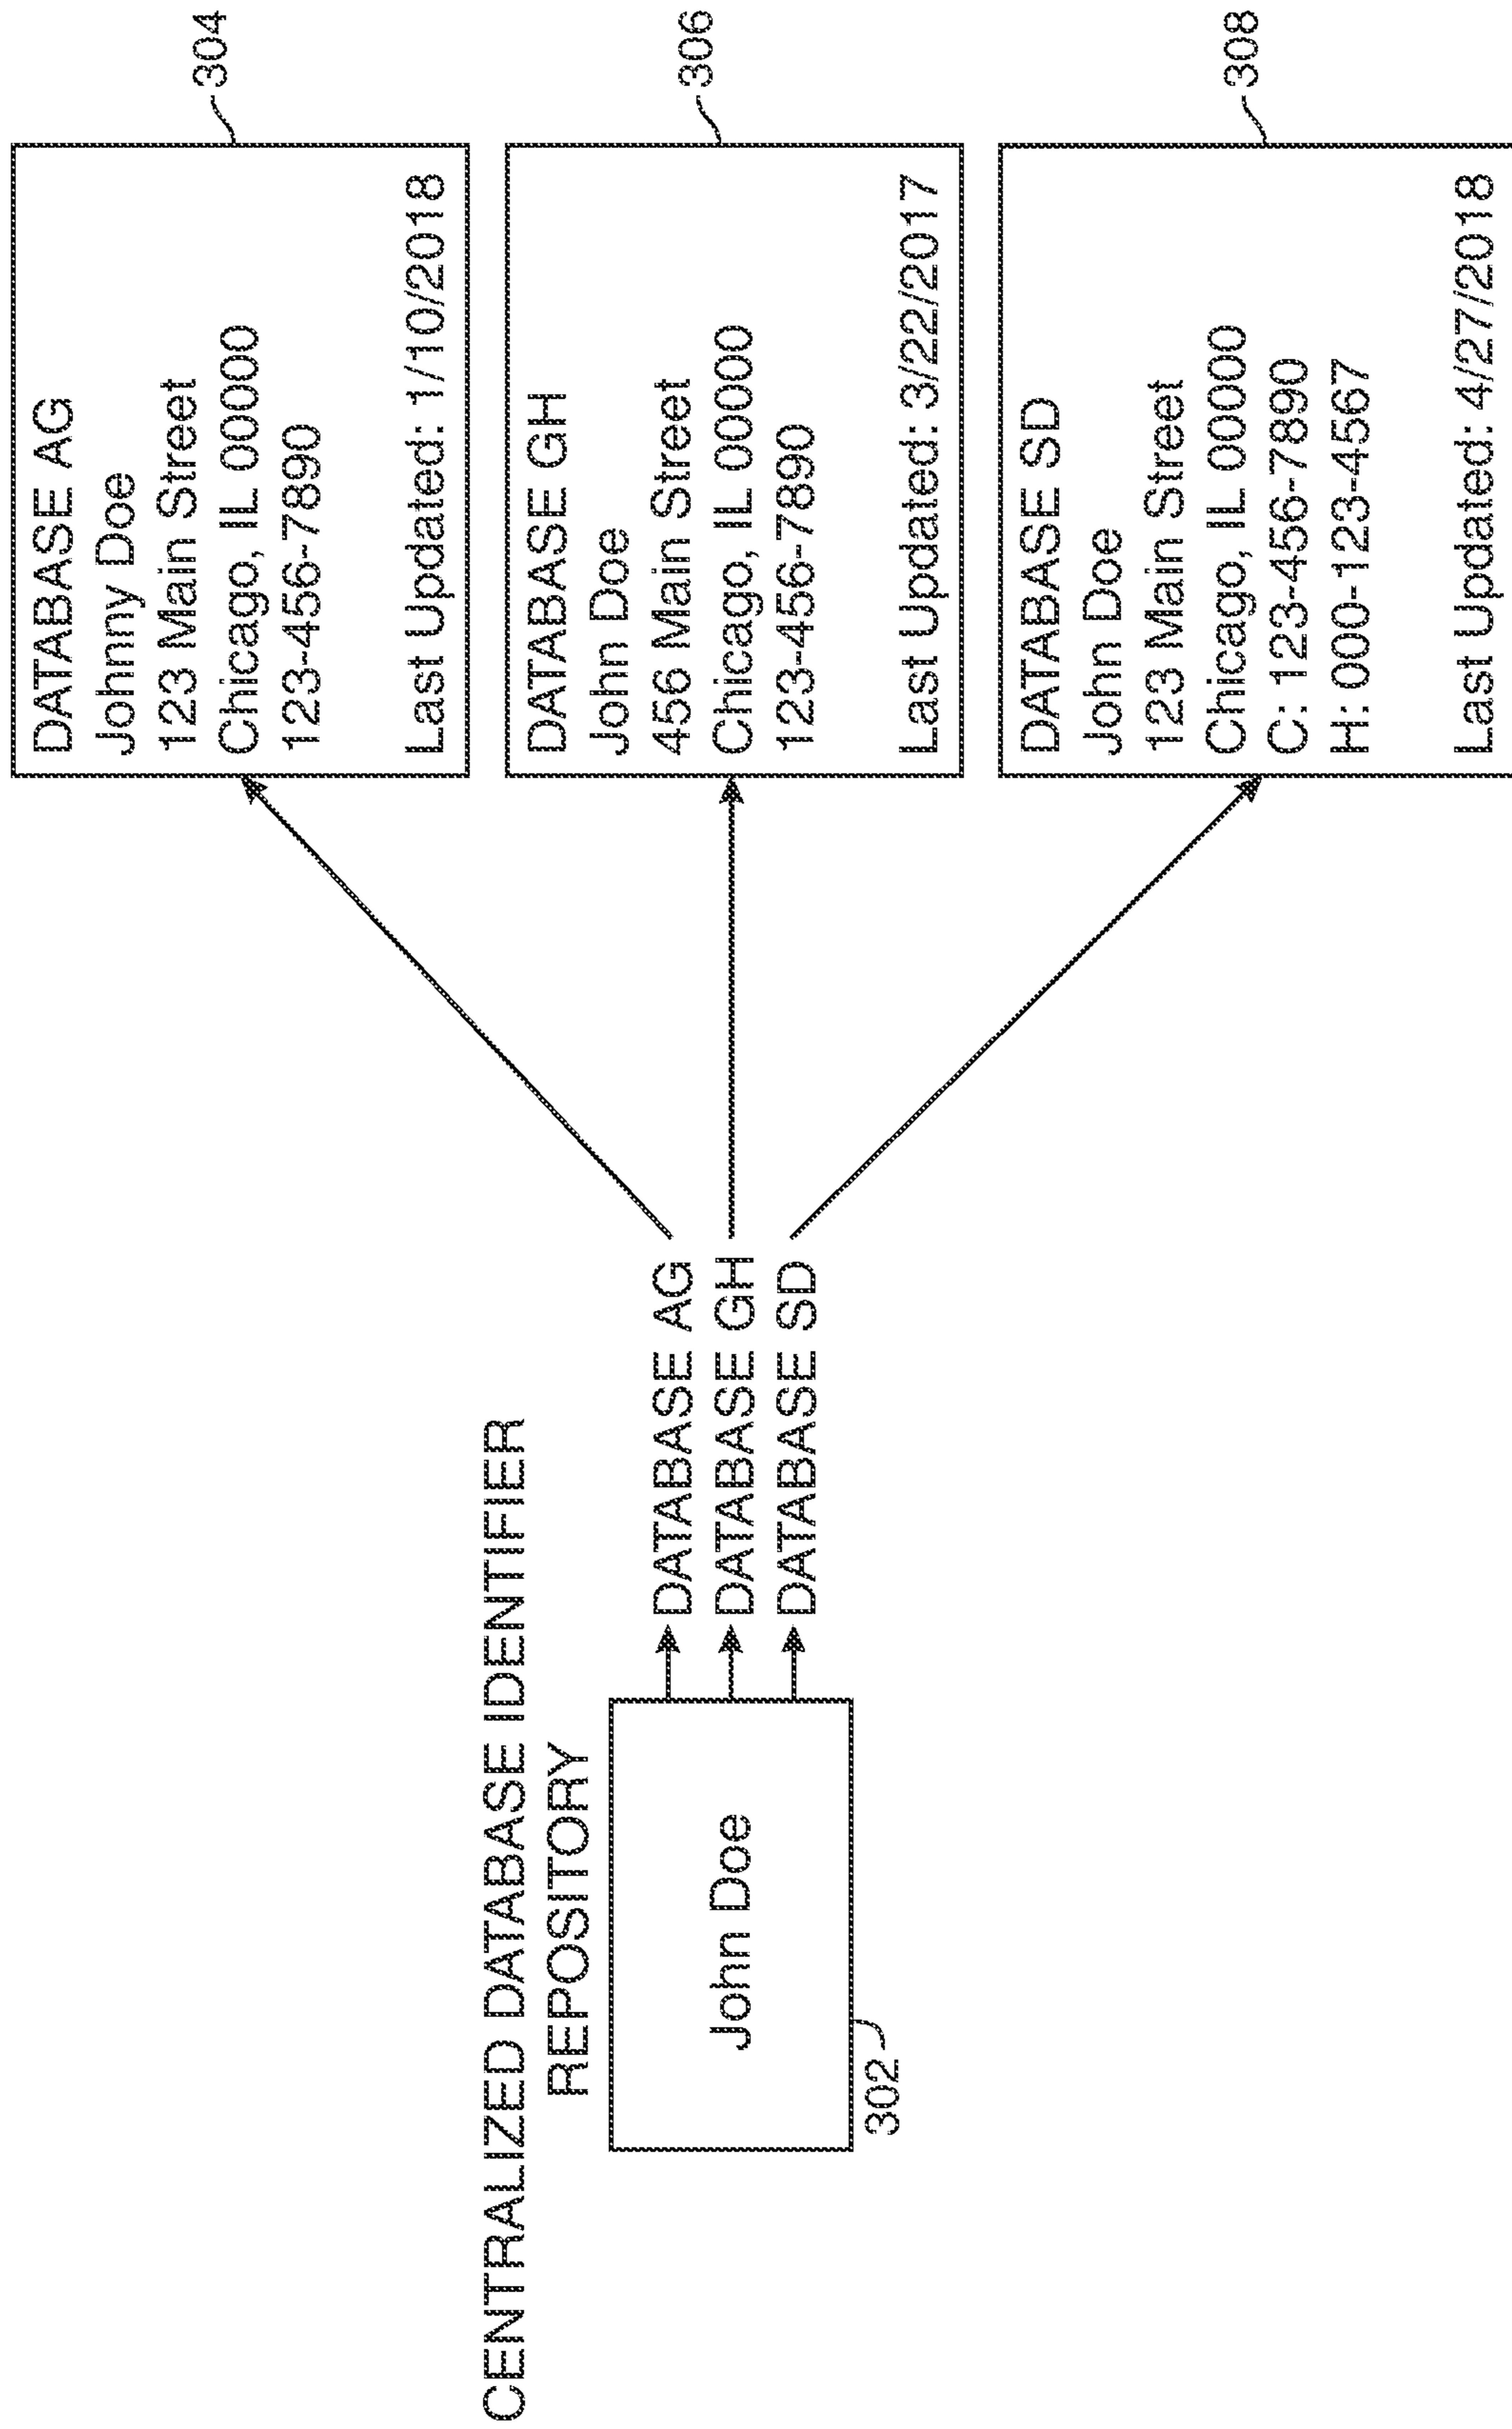 CENTRALIZED DATABASE IDENTIFIER
REPOSITORY
John Doe
302
DATABASE AG
DATABASE GH
DATABASE SD
DATABASE AG
Johnny Doe
123 Main Street
Chicago, IL 00000
123-456-7890
Last Updated: 1/10/2018
304
DATABASE GH
John Doe
456 Main Street
Chicago, IL 00000
123-456-7890
Last Updated: 3/22/2017
306
DATABASE SD
John Doe
123 Main Street
Chicago, IL 00000
C: 123-456-7890
H: 000-123-4567
Last Updated: 4/27/2018
308